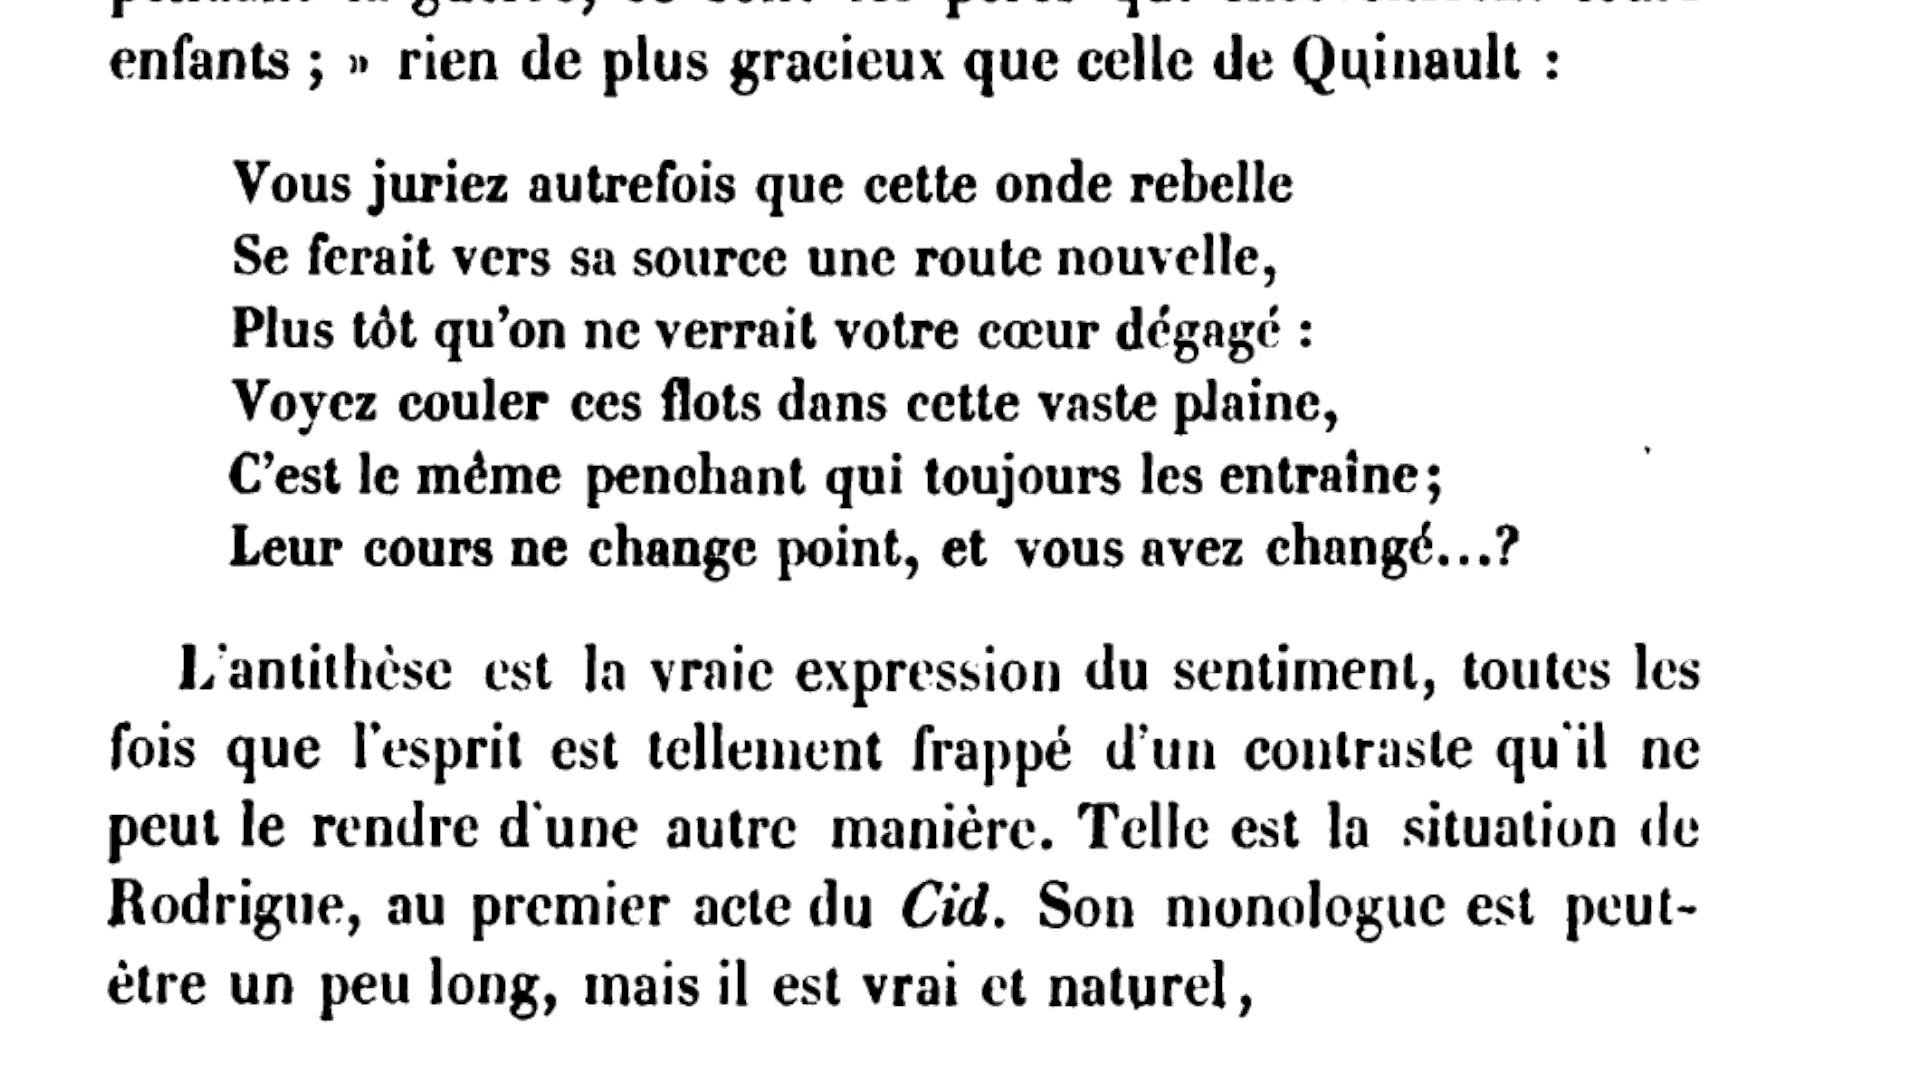 enfants ; » rien de plus gracieux que celle de Quinault :
Vous juriez autrefois que cette onde rebelle
Se ferait vers sa source une route nouvelle,
Plus tôt qu'on ne verrait votre cœur dégagé :
Voyez couler ces flots dans cette vaste plaine,
C'est le même penchant qui toujours les entraîne;
Leur cours ne change point, et vous avez changé...?
L'antithèse est la vraie expression du sentiment, toutes les
fois que l'esprit est tellement frappé d'un contraste qu'il ne
peut le rendre d'une autre manière. Telle est la situation de
Rodrigue, au premier acte du Cid. Son monologue est peut-
être un peu long, mais il est vrai et naturel,